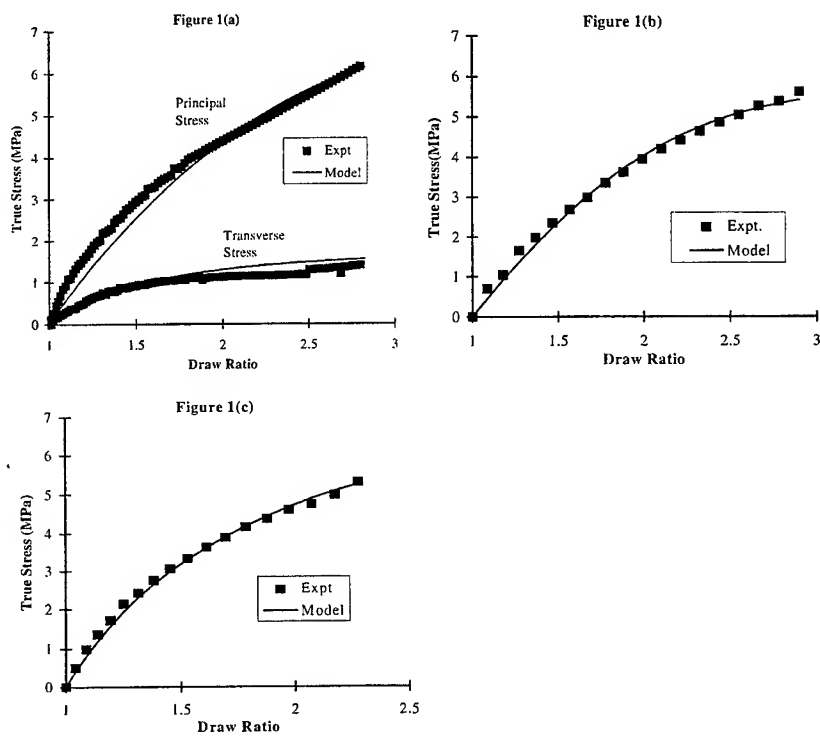 Figure 1(a)
True Stress (MPa)
7
6
5
4
3
2
1
0
Principal
Stress
Expt
Model
Transverse
Stress
1
1.5
2
2.5
3
Draw Ratio
Figure 1(b)
True Stress(MPa)
7
6
5
4
3
2
1
0
Expt.
Model
1
1.5
2
2.5
3
Draw Ratio
Figure 1(c)
True Stress (MPa)
7
6
5
4
3
2
1
0
Expt
Model
1
1.5
2
2.5
Draw Ratio